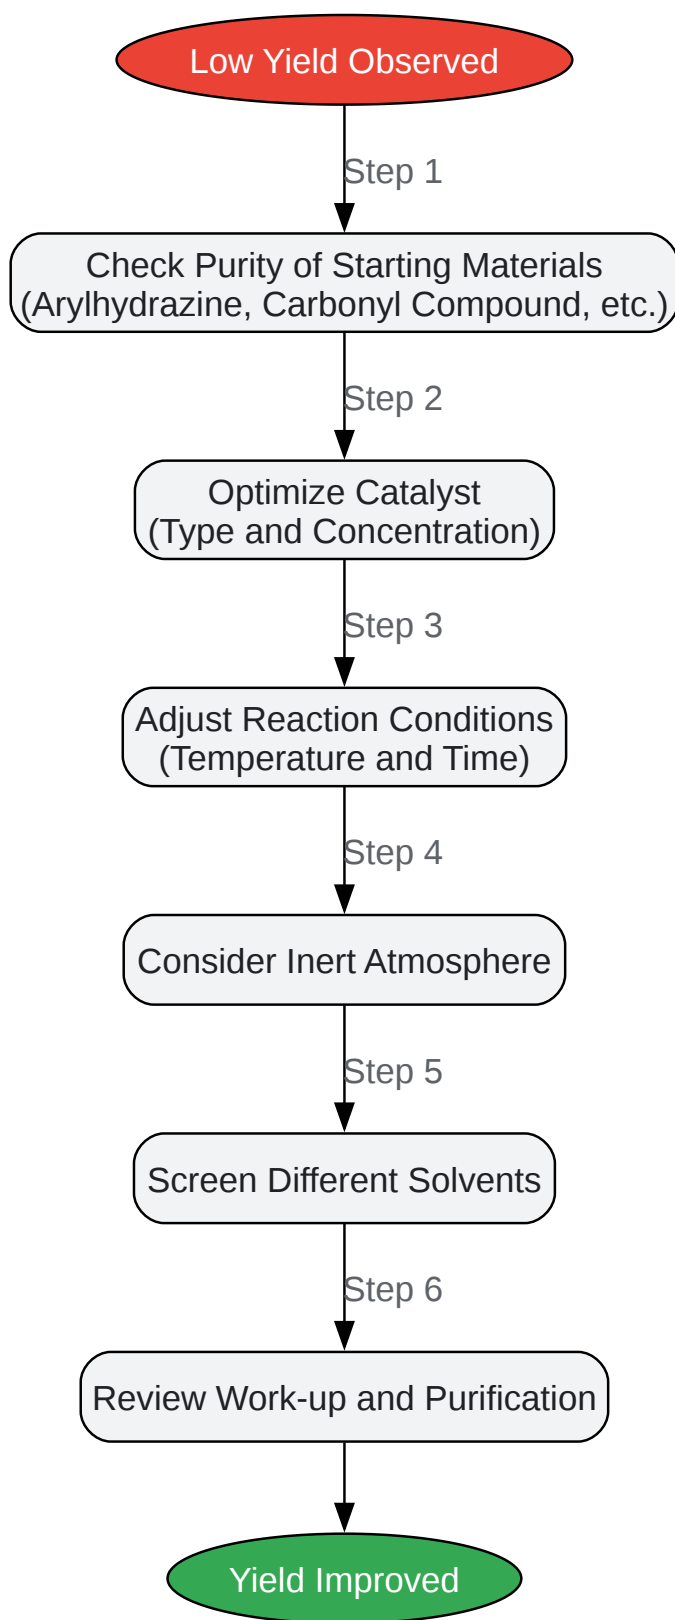 Low Yield Observed
Step 1
Check Purity of Starting Materials
(Arylhydrazine, Carbonyl Compound, etc.)
Step 2
Optimize Catalyst
(Type and Concentration)
Step 3
Adjust Reaction Conditions
(Temperature and Time)
Step 4
Consider Inert Atmosphere
Step 5
Screen Different Solvents
Step 6
Review Work-up and Purification
Yield Improved